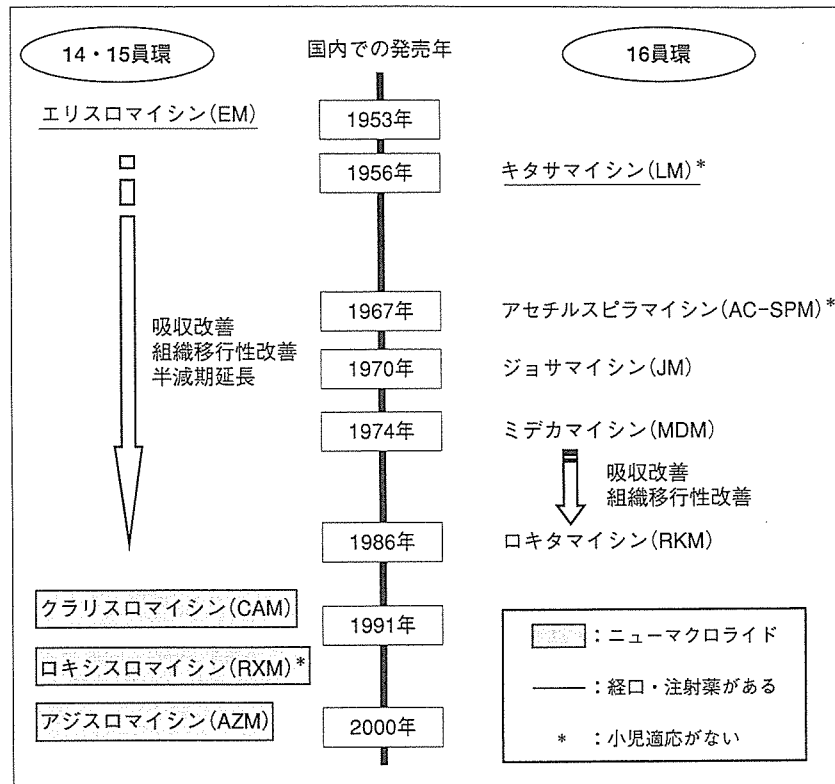 14・15員環
国内での発売年
16員環
エリスロマイシン(EM)
1953年
1956年
キタサマイシン(LM)*
1967年
アセチルスピラマイシン(AC-SPM)*
吸収改善
組織移行性改善
半減期延長
1970年
ジョサマイシン(JM)
1974年
ミデカマイシン(MDM)
吸収改善
組織移行性改善
1986年
ロキタマイシン(RKM)
クラリスロマイシン(CAM)
1991年
ロキシスロマイシン(RXM)*
アジスロマイシン(AZM)
2000年
：ニューマクロライド
：経口・注射薬がある
* ：小児適応がない